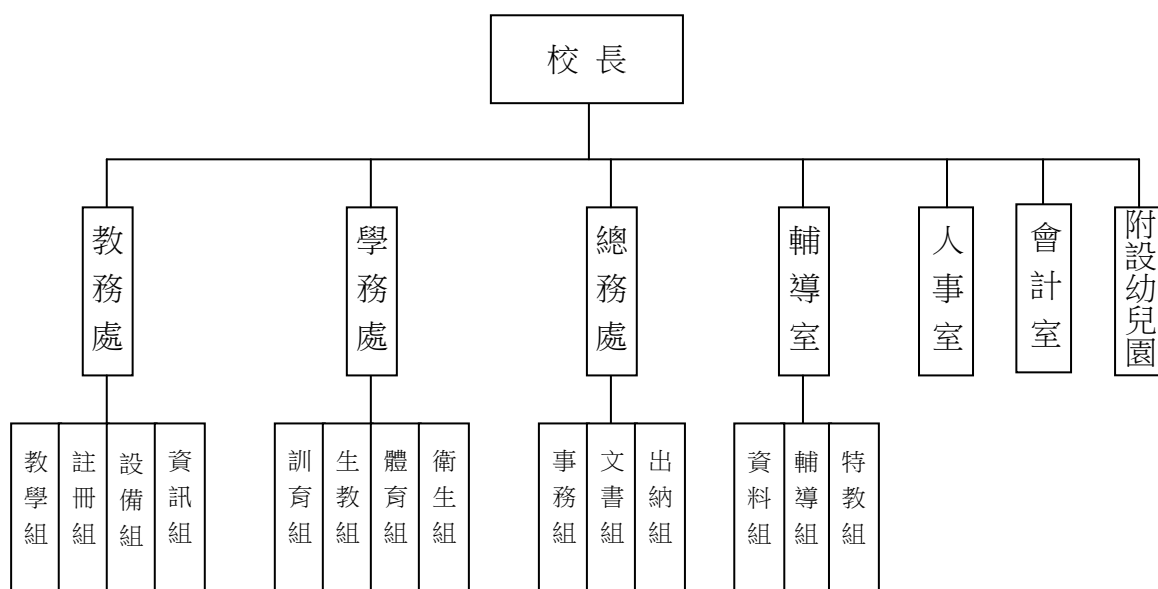 校長
教務處
學務處
總務處
輔導室
人事室
會計室
附設幼兒園
教學組
註冊組
設備組
資訊組
訓育組
生教組
體育組
衛生組
事務組
文書組
出納組
資料組
輔導組
特教組